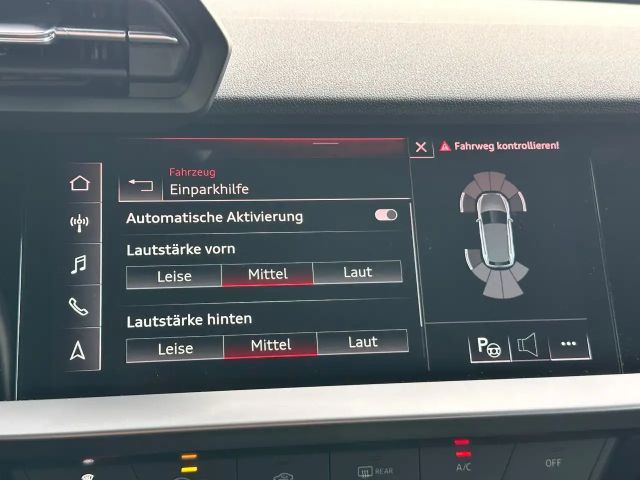 Fahrzeug
Einparkhilfe
Fahrweg kontrollieren!
Automatische Aktivierung
Lautstärke vorn
Leise Mittel Laut
Lautstärke hinten
Leise Mittel Laut
P
REAR
A/C
OFF